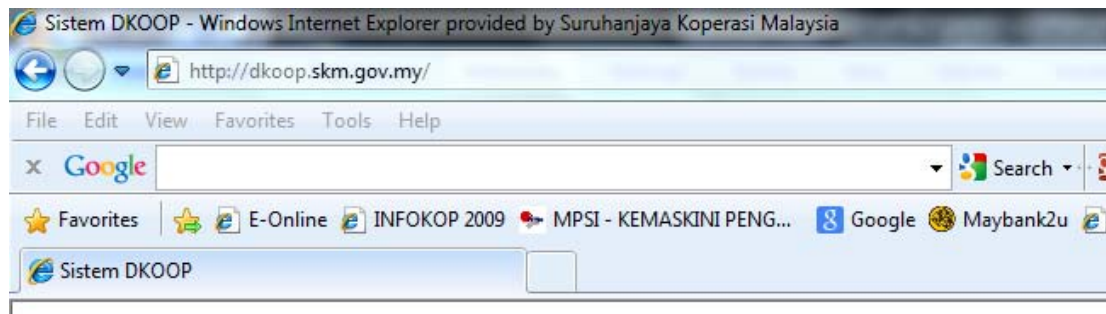 Sistem DKOOP - Windows Internet Explorer provided by Suruhanjaya Koperasi Malaysia
http://dkoop.skm.gov.my/
File Edit View Favorites Tools Help
x Google Search
Favorites E-Online INFOKOP 2009 MPSI - KEMASKINI PENG... Google Maybank2u
Sistem DKOOP